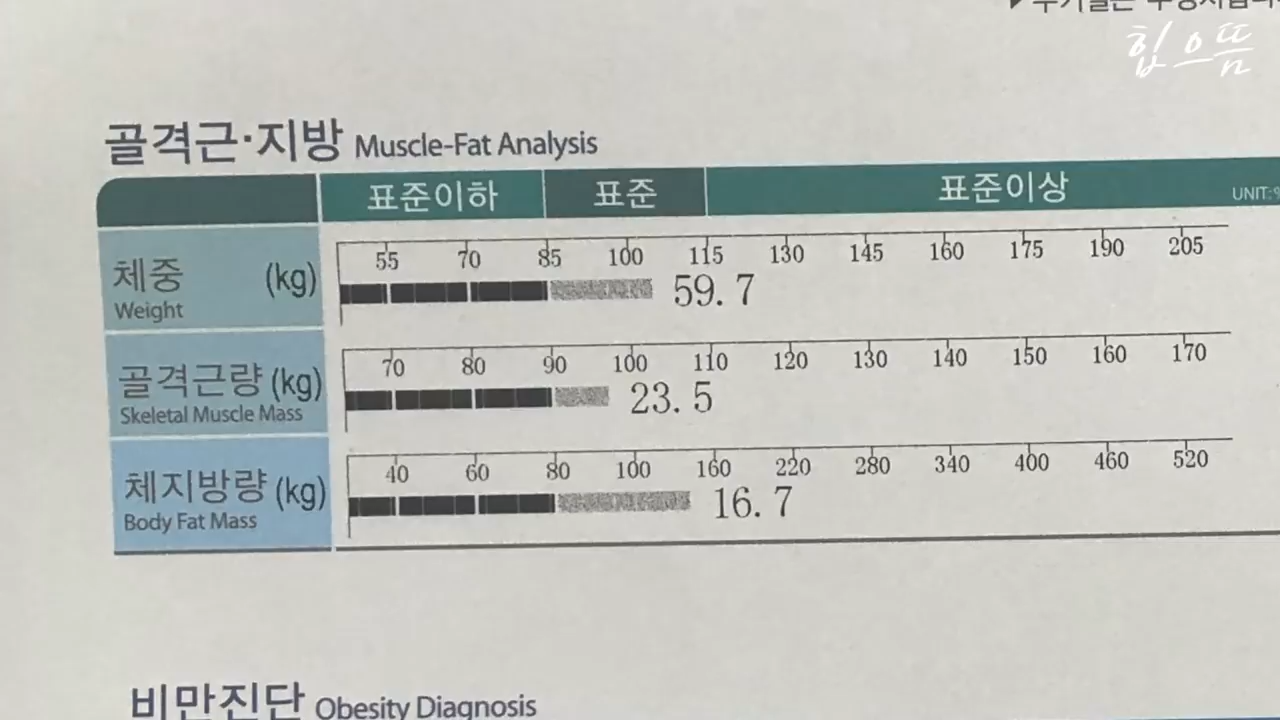 힙으뜸
골격근·지방 Muscle-Fat Analysis
표준이하 표준 표준이상 UNIT:%
체중 (kg) 55 70 85 100 115 130 145 160 175 190 205
Weight 59.7
골격근량 (kg) 70 80 90 100 110 120 130 140 150 160 170
Skeletal Muscle Mass 23.5
체지방량 (kg) 40 60 80 100 160 220 280 340 400 460 520
Body Fat Mass 16.7
비만진단 Obesity Diagnosis